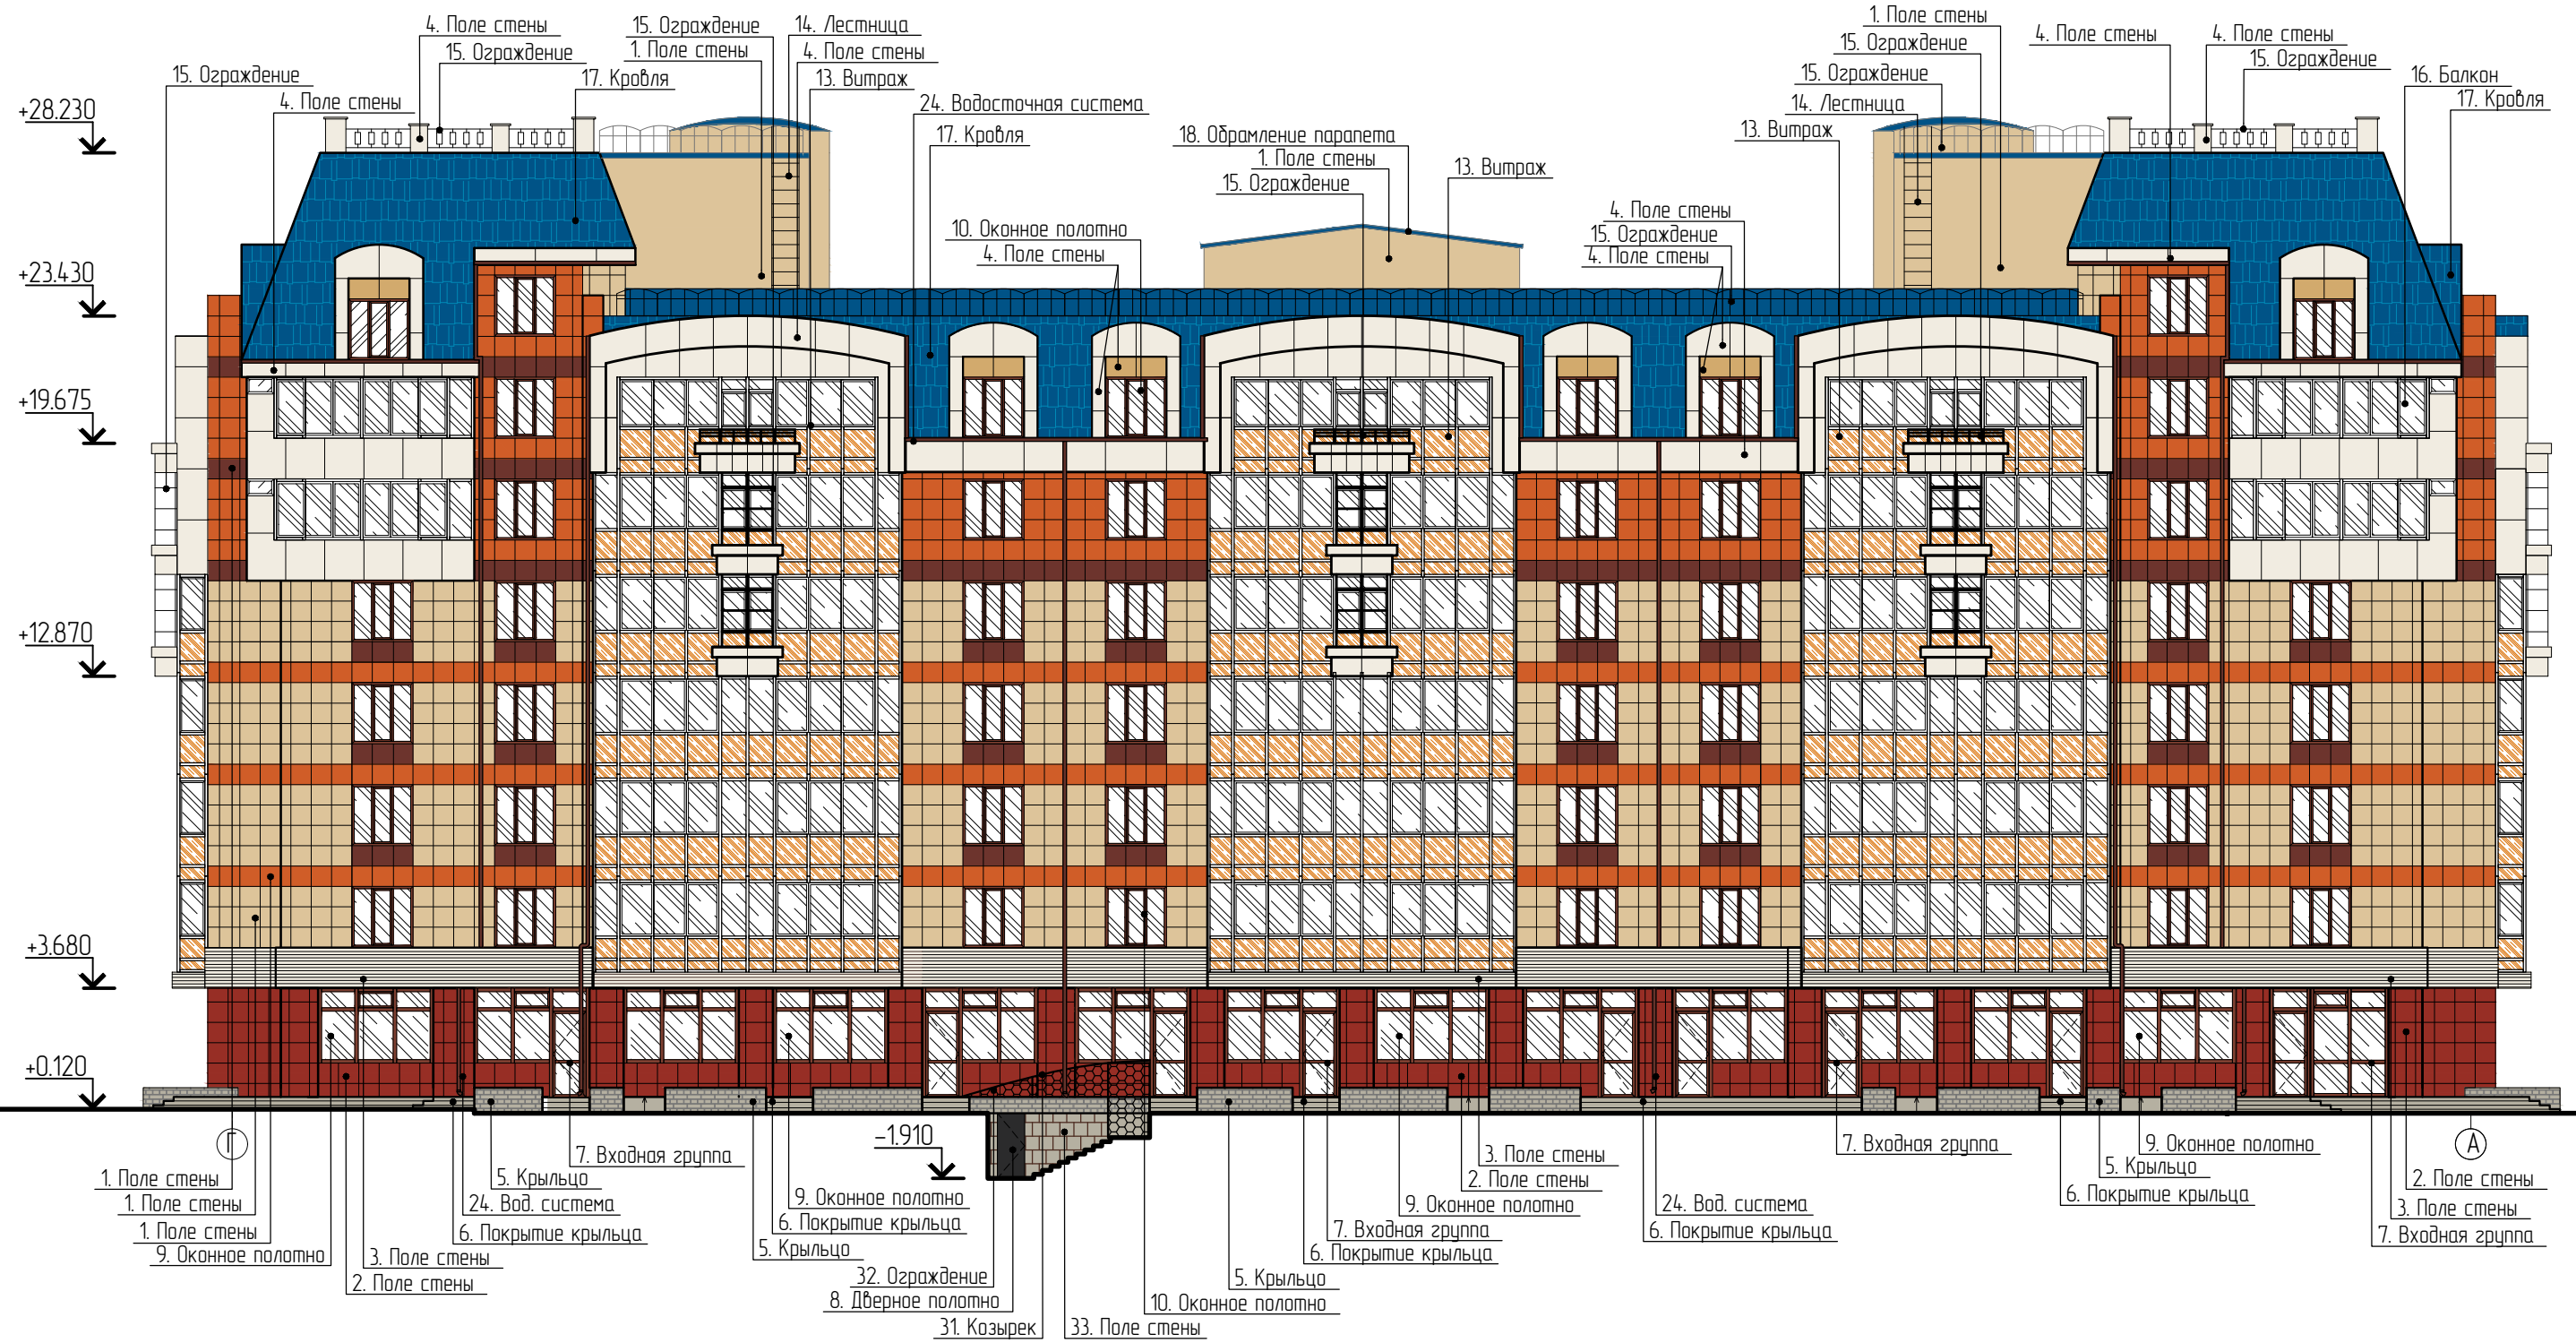 4. Поле стены
15. Ограждение
14. Лестница
1. Поле стены
4. Поле стены
4. Поле стены
15. Ограждение
1. Поле стены
4. Поле стены
15. Ограждение
15. Ограждение
15. Ограждение
17. Кровля
13. Витраж
15. Ограждение
16. Балкон
4. Поле стены
24. Водосточная система
14. Лестница
17. Кровля
+28.230
17. Кровля
18. Обрамление парапета
13. Витраж
1. Поле стены
13. Витраж
15. Ограждение
4. Поле стены
10. Оконное полотно
15. Ограждение
4. Поле стены
4. Поле стены
+23.430
+19.675
+12.870
+3.680
+0.120
Г
-1.910
А
7. Входная группа
3. Поле стены
7. Входная группа
9. Оконное полотно
1. Поле стены
5. Крыльцо
2. Поле стены
5. Крыльцо
2. Поле стены
1. Поле стены
24. Вод. система
9. Оконное полотно
9. Оконное полотно
24. Вод. система
6. Покрытие крыльца
3. Поле стены
1. Поле стены
6. Покрытие крыльца
6. Покрытие крыльца
7. Входная группа
6. Покрытие крыльца
7. Входная группа
9. Оконное полотно
3. Поле стены
5. Крыльцо
6. Покрытие крыльца
2. Поле стены
32. Ограждение
5. Крыльцо
8. Дверное полотно
10. Оконное полотно
31. Козырек
33. Поле стены